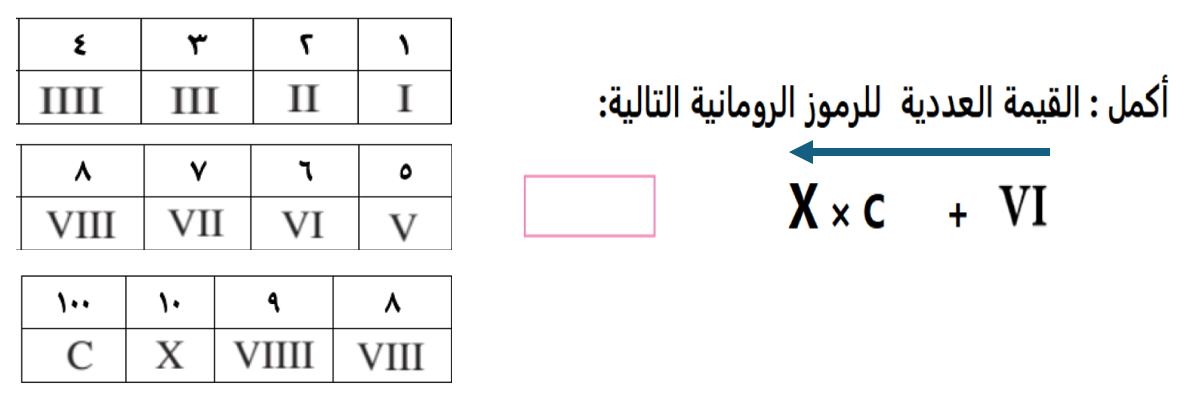 أكمل : القيمة العددية للرموز الرومانية التالية:
VI + C × X
١ ٢ ٣ ٤
I II III IIII
٥ ٦ ٧ ٨
V VI VII VIII
٨ ٩ ١٠ ١٠٠
VIII VIIII X C